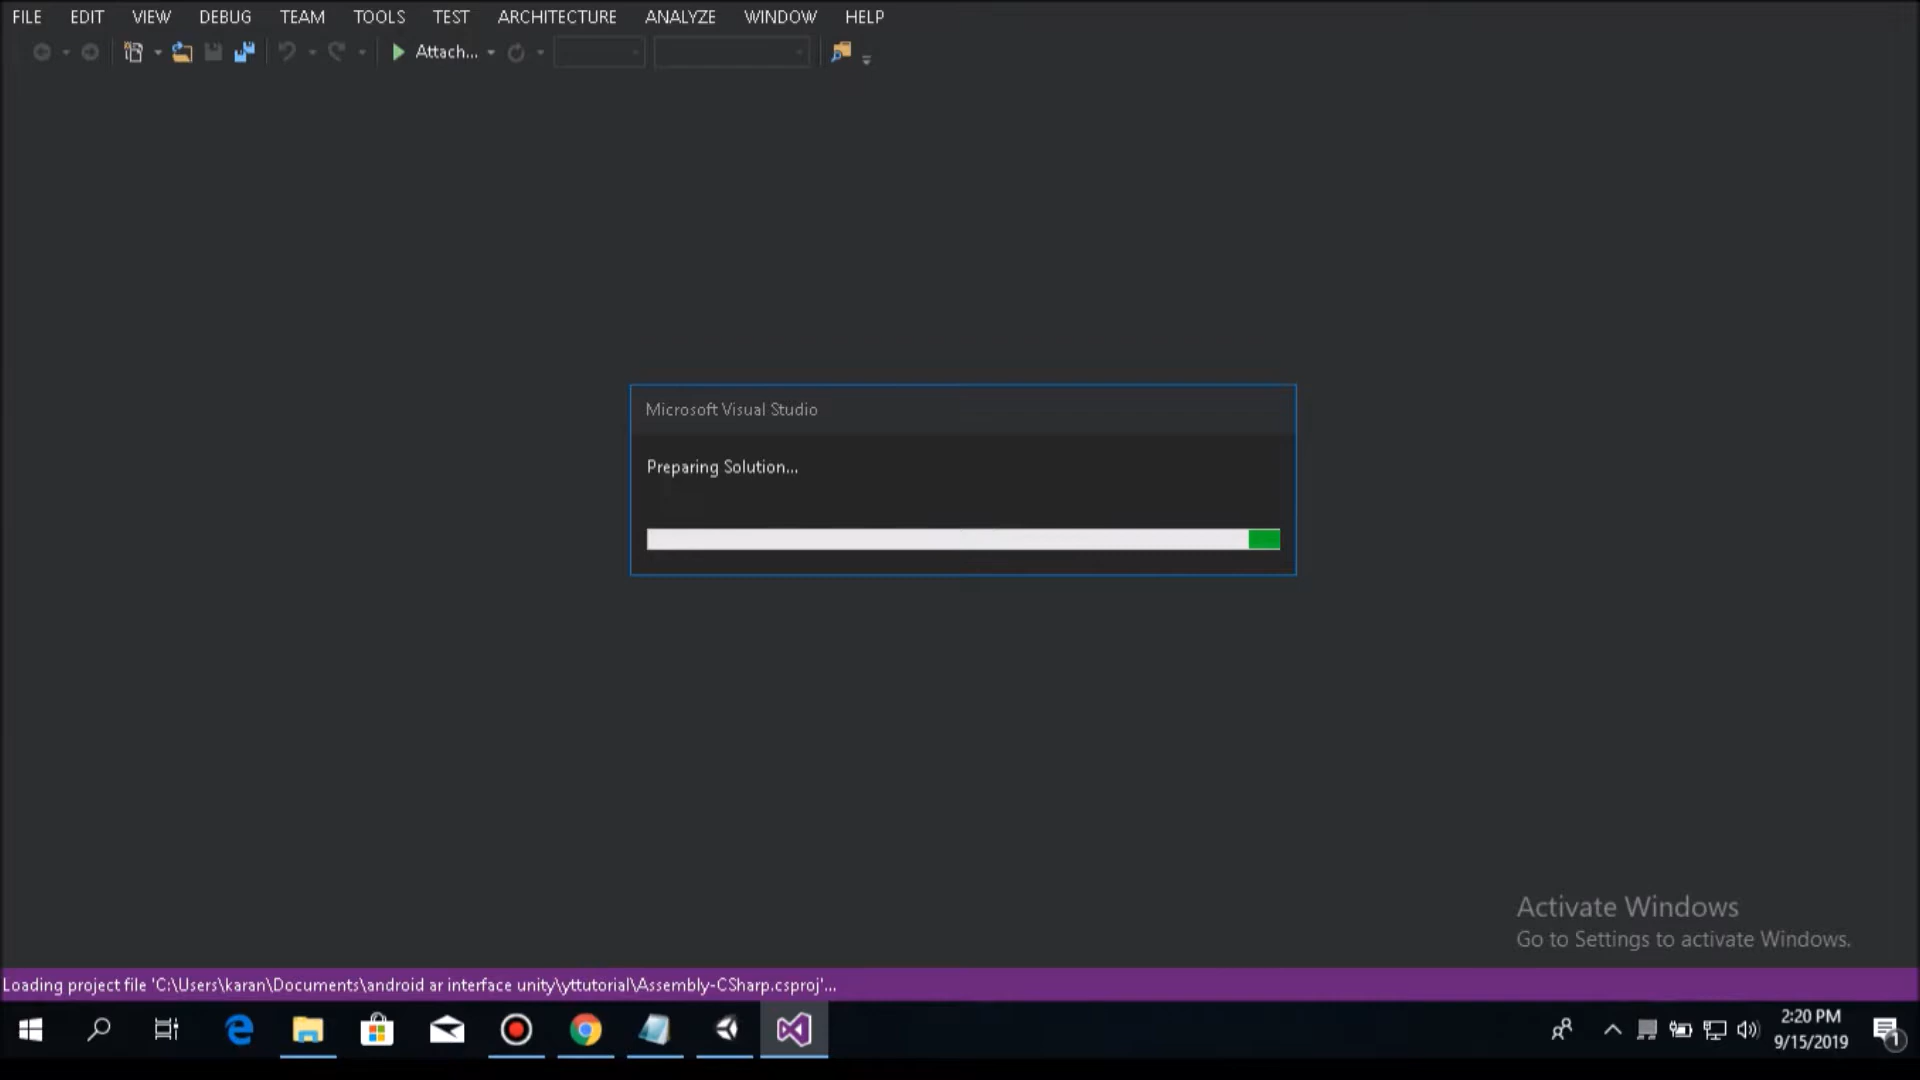 FILE EDIT VIEW DEBUG TEAM TOOLS TEST ARCHITECTURE ANALYZE WINDOW HELP
Attach...
Microsoft Visual Studio
Preparing Solution...
Activate Windows
Go to Settings to activate Windows.
Loading project file 'C:\Users\karan\Documents\android ar interface unity\yttutorial\Assembly-CSharp.csproj'...
2:20 PM
9/15/2019
1